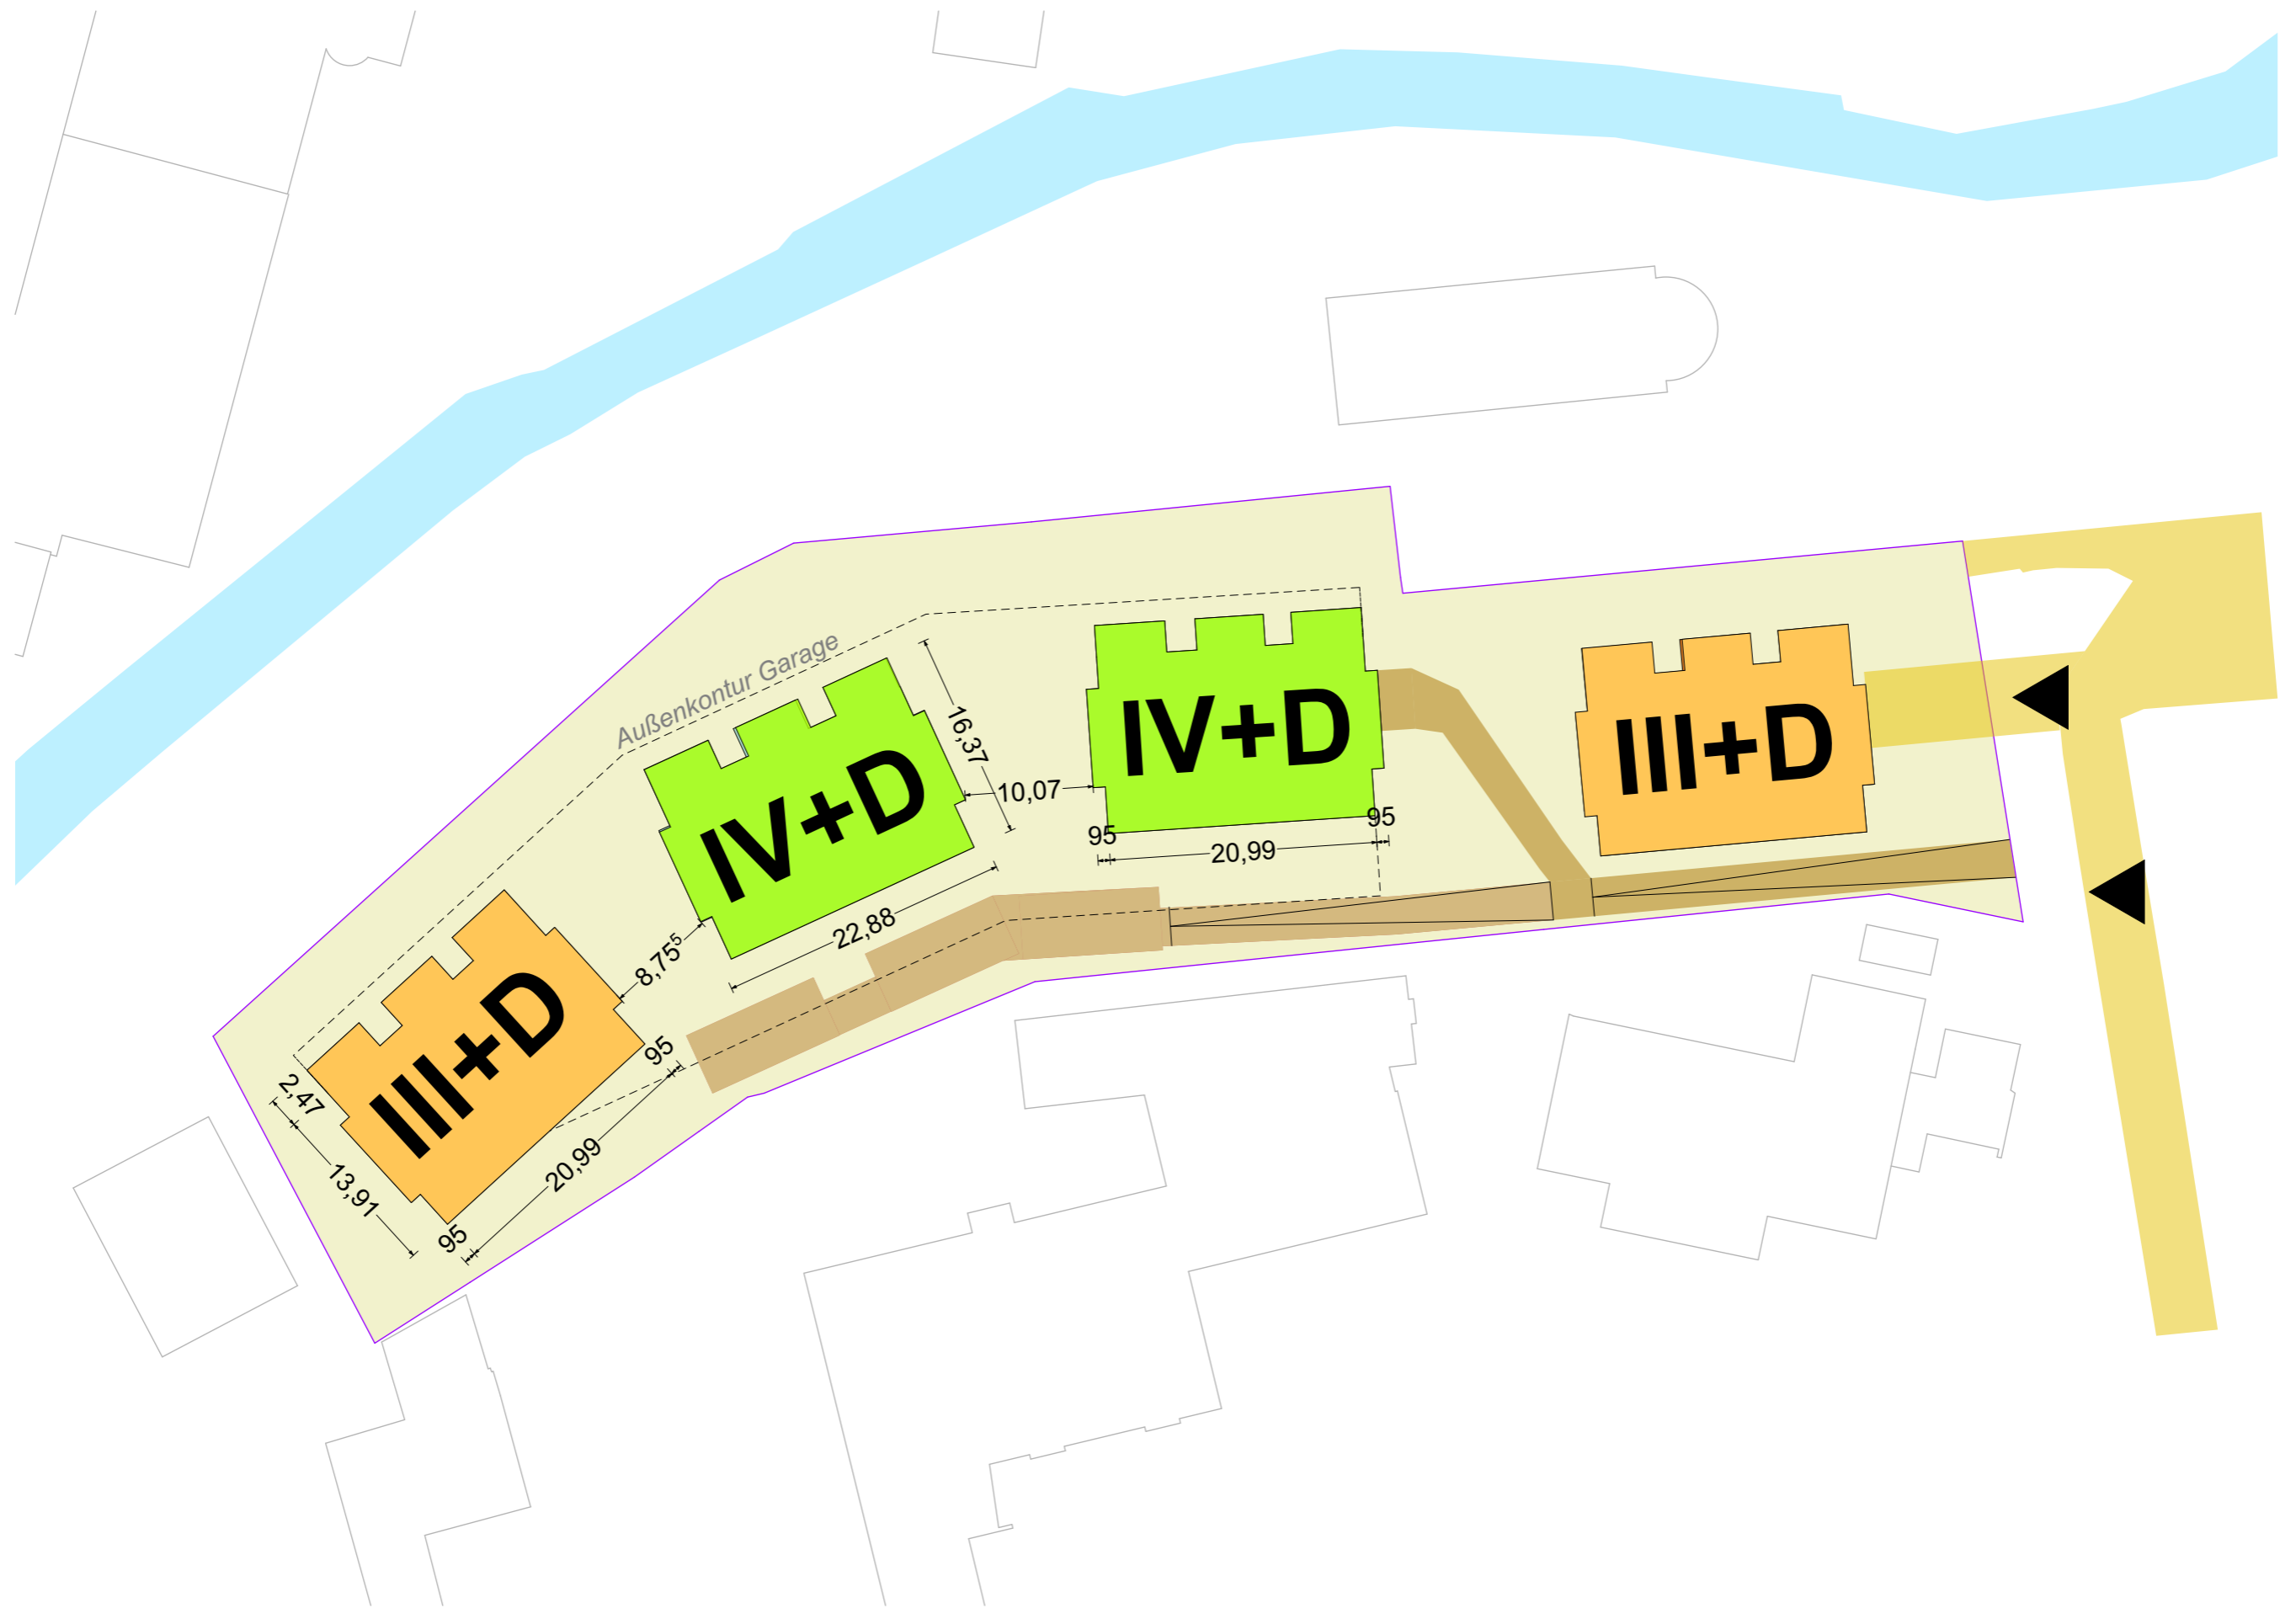 Außenkontur Garage
IV+D
IV+D
III+D
III+D
16,37
10,07
95
20,99
95
22,88
8,75⁵
95
20,99
95
2,47
13,91